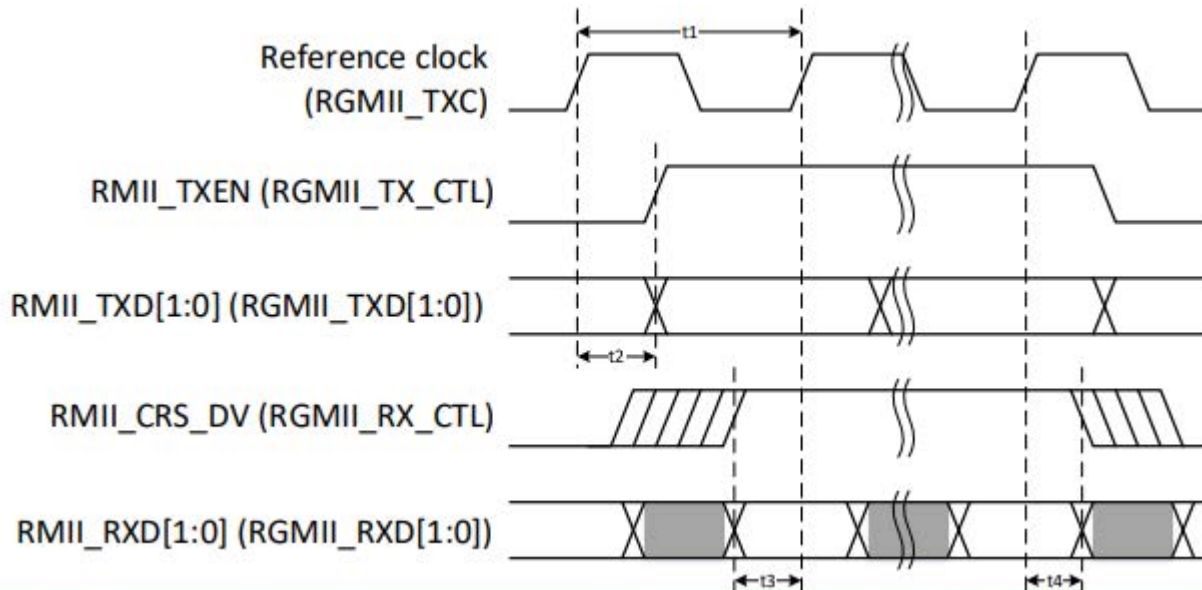 t1
Reference clock
(RGMII_TXC)
RMII_TXEN (RGMII_TX_CTL)
RMII_TXD[1:0] (RGMII_TXD[1:0])
t2
RMII_CRS_DV (RGMII_RX_CTL)
RMII_RXD[1:0] (RGMII_RXD[1:0])
t3
t4